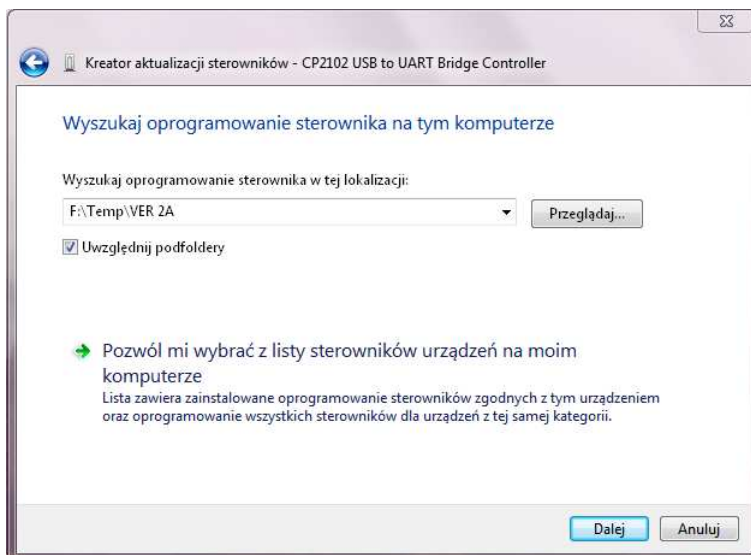 Kreator aktualizacji sterowników - CP2102 USB to UART Bridge Controller
Wyszukaj oprogramowanie sterownika na tym komputerze
Wyszukaj oprogramowanie sterownika w tej lokalizacji:
F:\Temp\VER 2A
Przeglądaj...
Uwzględnij podfoldery
Pozwól mi wybrać z listy sterowników urządzeń na moim
komputerze
Lista zawiera zainstalowane oprogramowanie sterowników zgodnych z tym urządzeniem
oraz oprogramowanie wszystkich sterowników dla urządzeń z tej samej kategorii.
Dalej
Anuluj